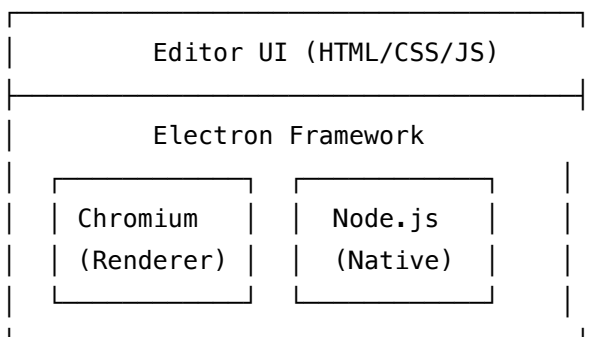 Editor UI (HTML/CSS/JS)
Electron Framework
Chromium Node.js
(Renderer) (Native)